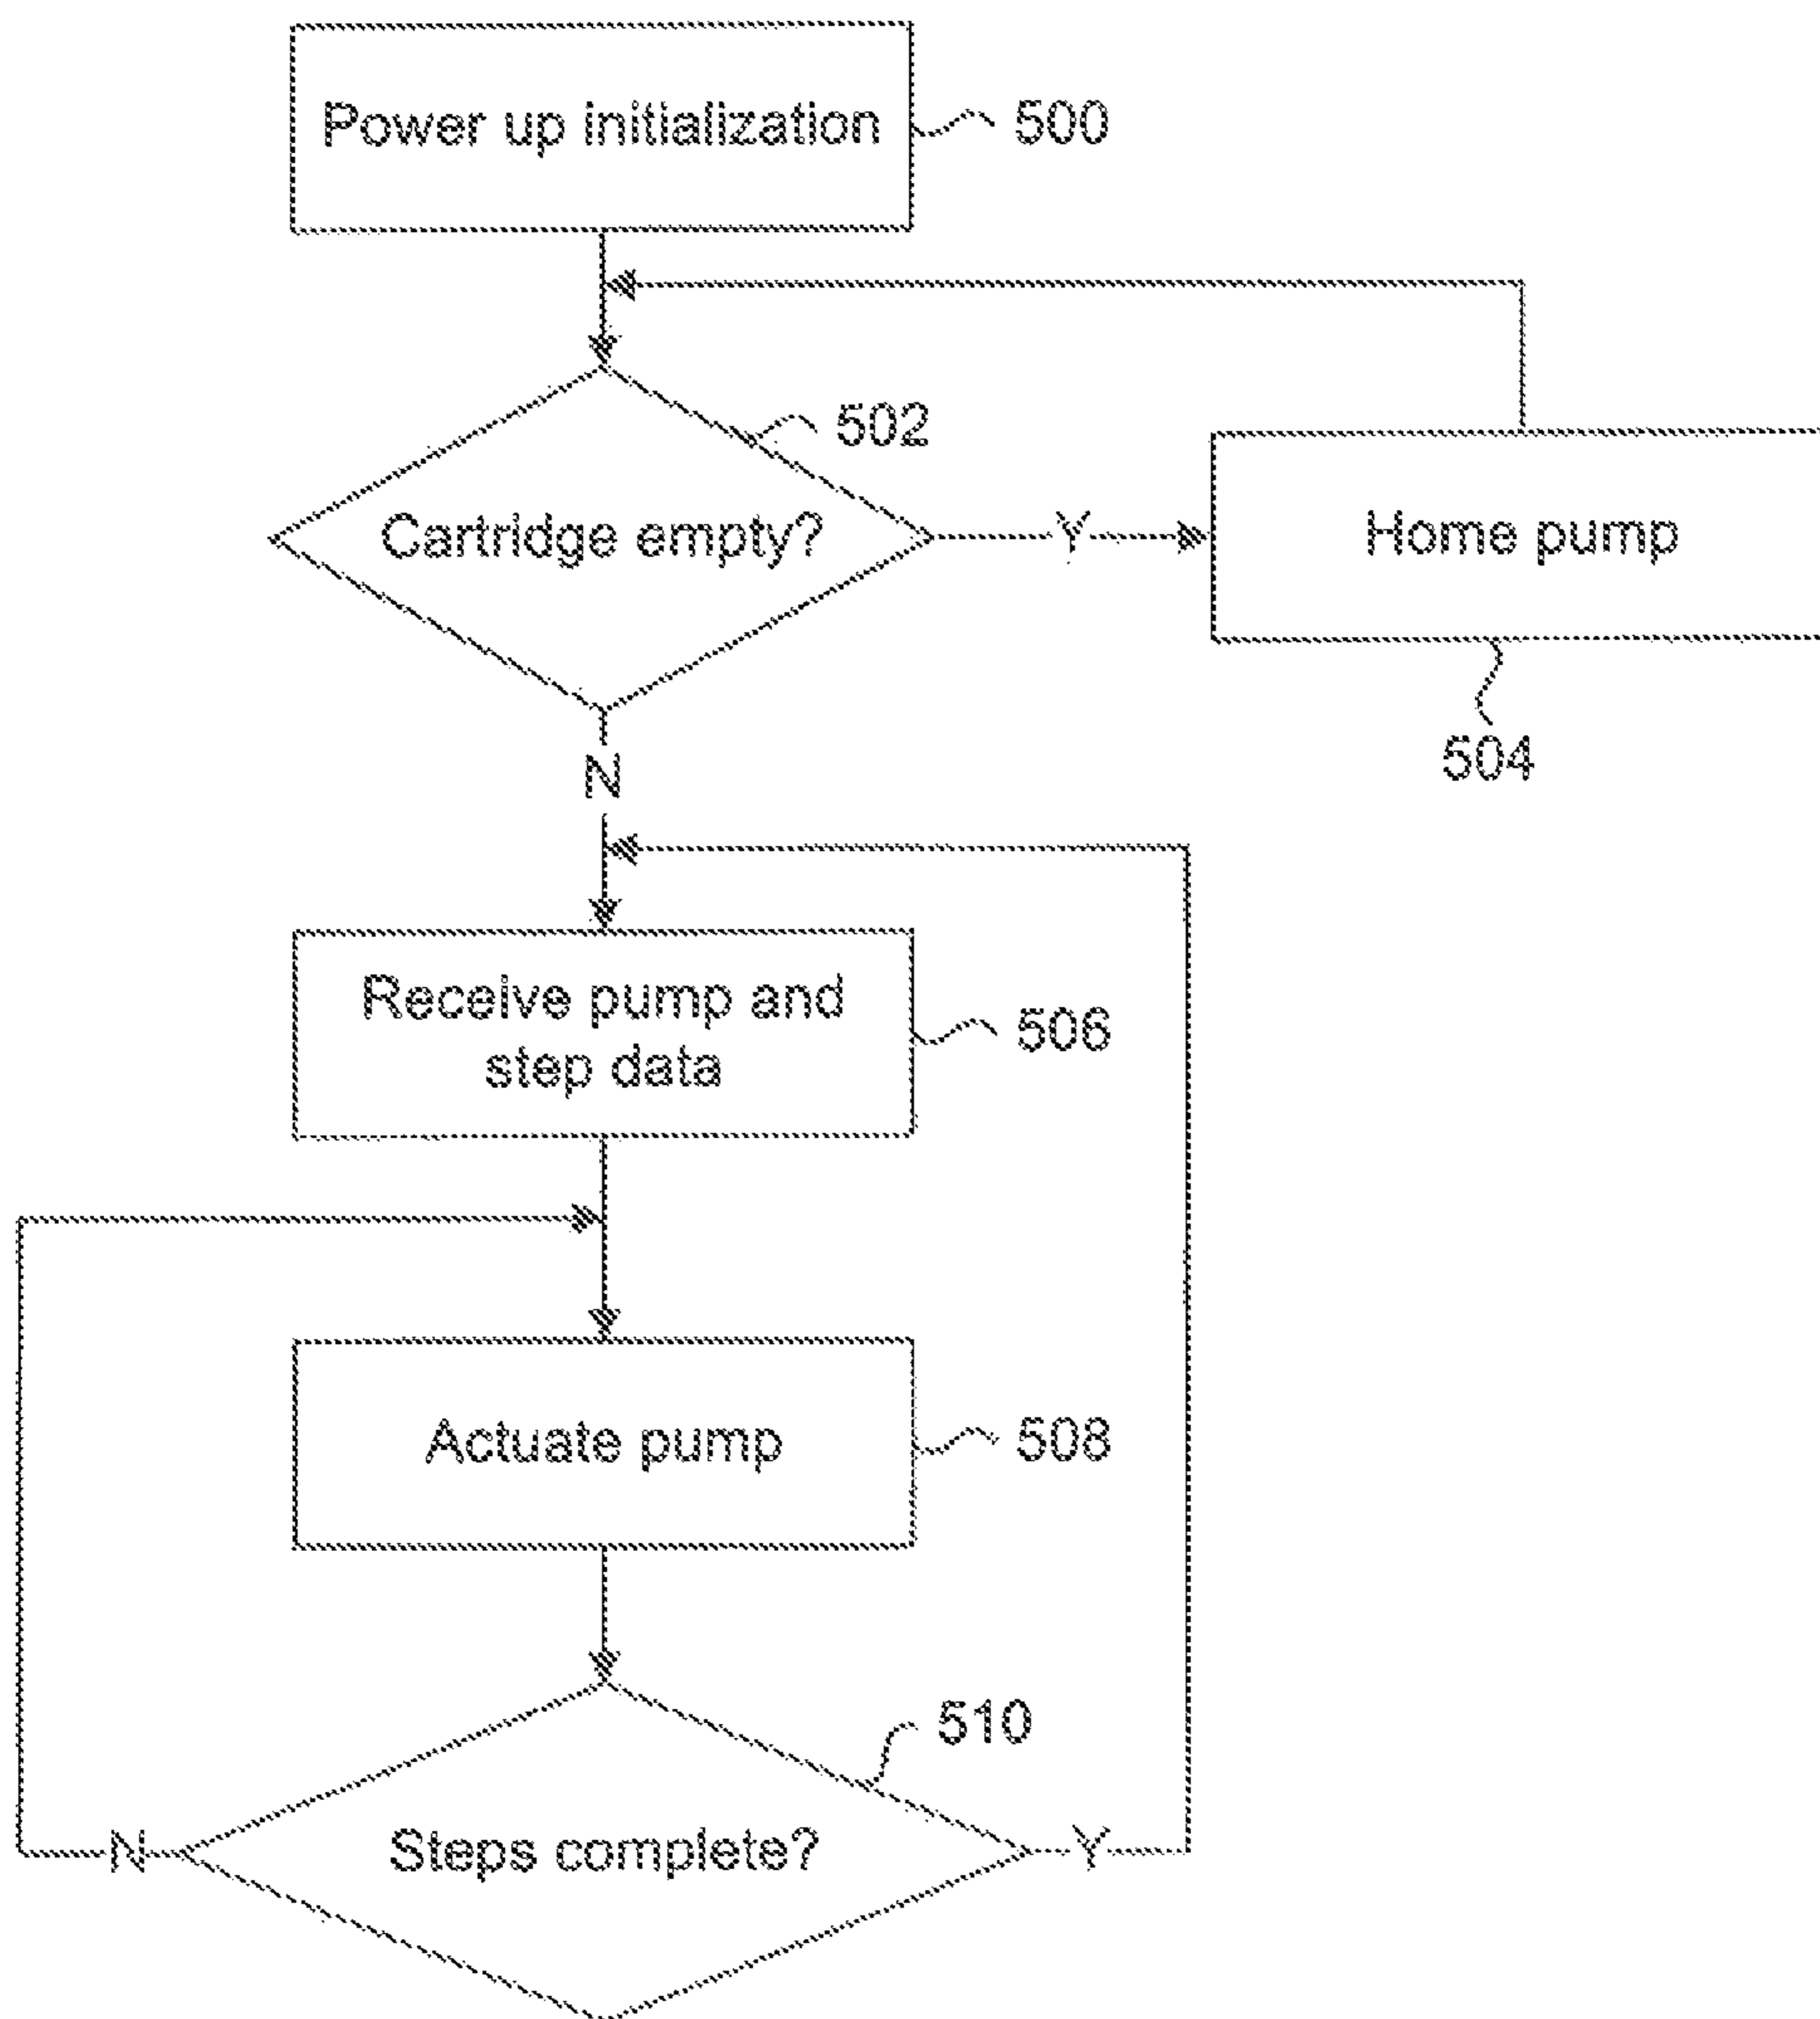 Power up initialization
500
502
Cartridge empty?
Y
Home pump
504
N
Receive pump and
step data
506
Actuate pump
508
510
N
Steps complete?
Y